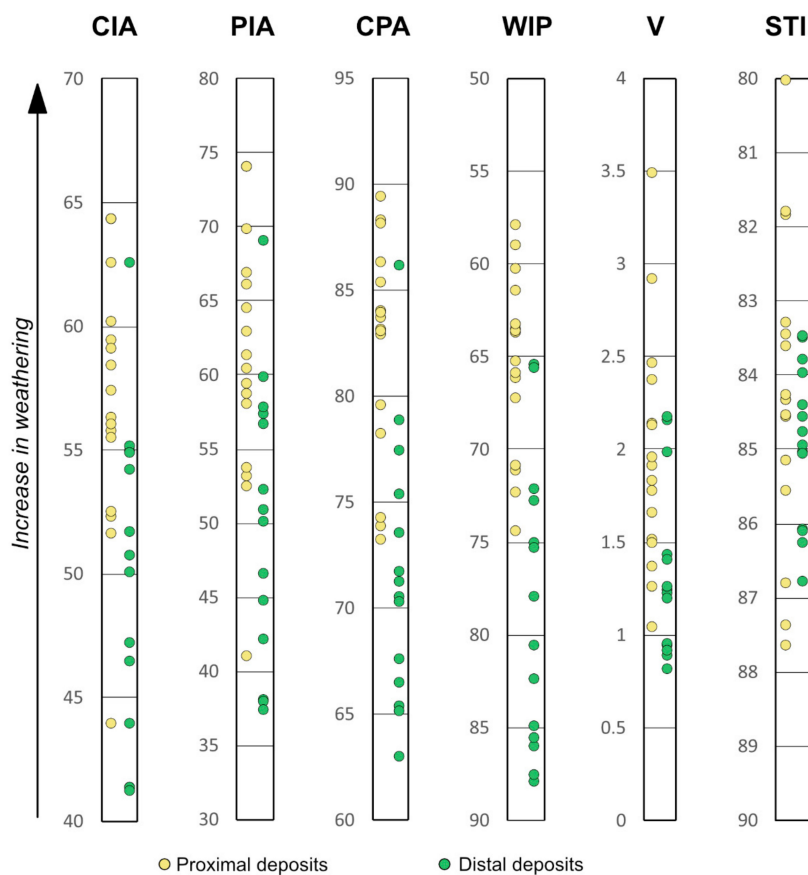 CIA PIA CPA WIP V STI
70 80 95 50 4 80
75 90 55 3.5 81
65 70 82
60 3
65 85 83
60 60 65 2.5 84
55 80 70 2 85
55
50 75 75 1.5 86
50
45 70 80 1 87
45 40 88
65 85 0.5
35 89
40 30 60 90 0 90
Increase in weathering
Proximal deposits Distal deposits